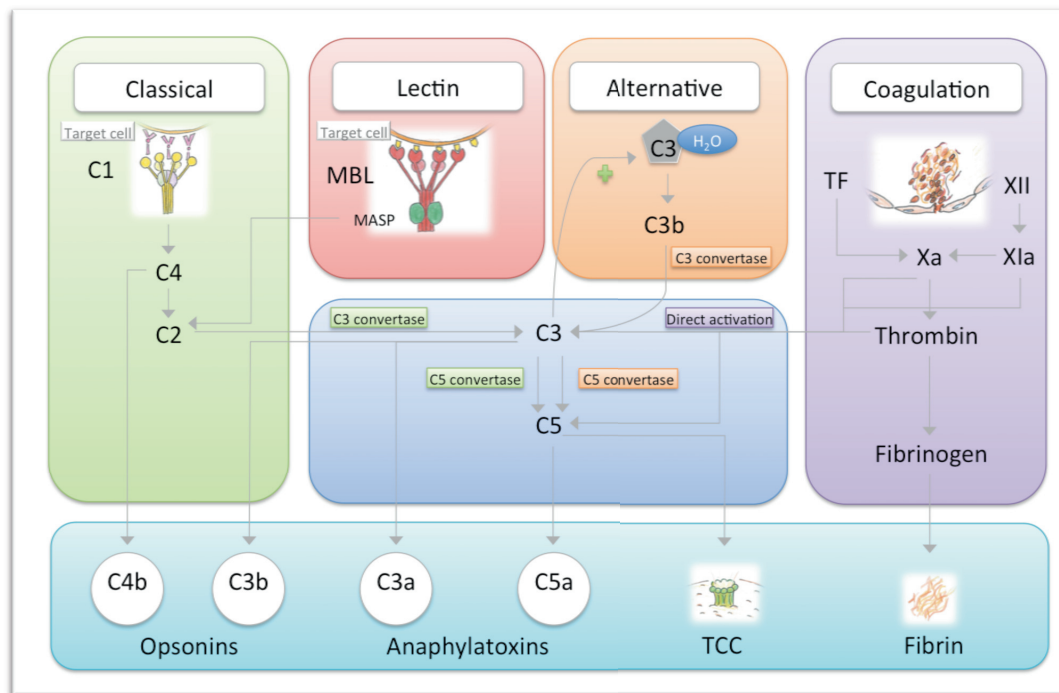 Classical
Target cell
C1
C4
C2
Lectin
Target cell
MBL
MASP
Alternative
C3
H₂O
C3b
C3 convertase
Coagulation
TF
XII
Xa
XIa
Thrombin
Fibrinogen
C3 convertase
C3
Direct activation
C5 convertase
C5 convertase
C5
C4b
C3b
C3a
C5a
Opsonins
Anaphylatoxins
TCC
Fibrin